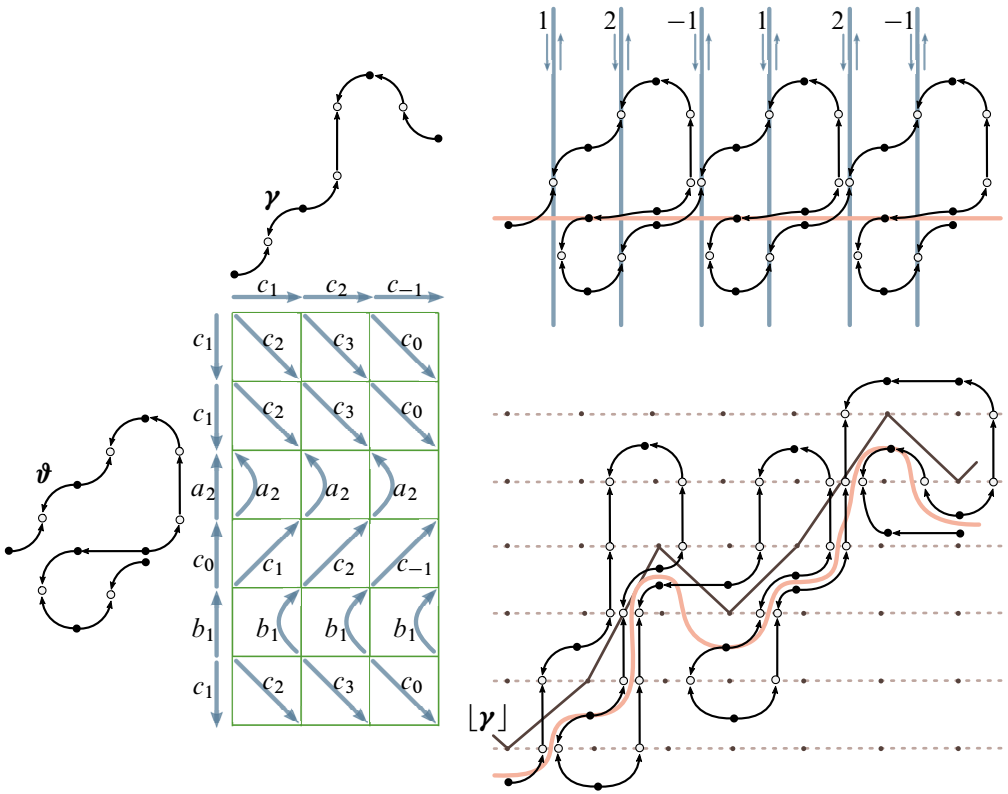 1 2 −1 1 2 −1
γ
c₁ c₂ c₋₁
c₁ c₂ c₃ c₀
c₁ c₂ c₃ c₀
ϑ
a₂ a₂ a₂ a₂
c₀ c₁ c₂ c₋₁
b₁ b₁ b₁ b₁
c₁ c₂ c₃ c₀
⌊γ⌋